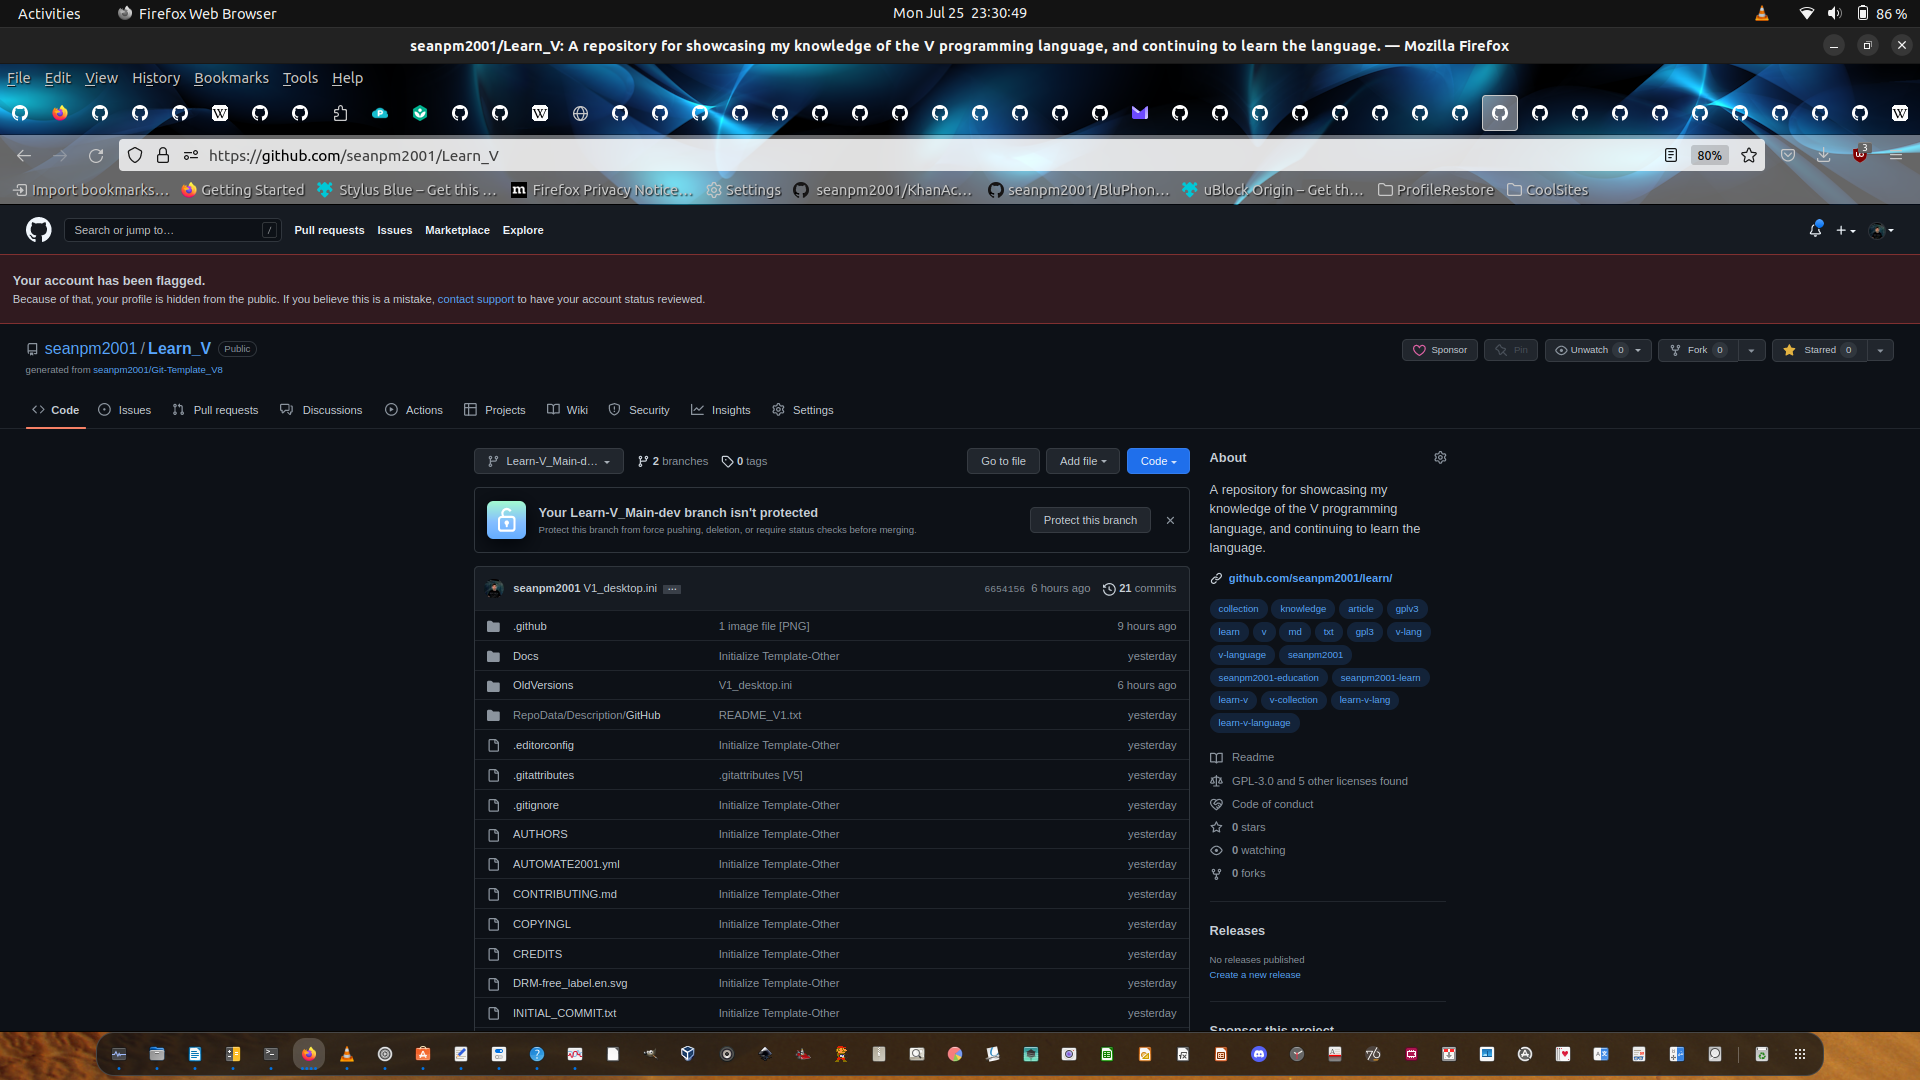 Activities Firefox Web Browser Mon Jul 25 23:30:49 86 %
seanpm2001/Learn_V: A repository for showcasing my knowledge of the V programming language, and continuing to learn the language. — Mozilla Firefox
File Edit View History Bookmarks Tools Help
https://github.com/seanpm2001/Learn_V 80% 3
Import bookmarks… Getting Started Stylus Blue – Get this … Firefox Privacy Notice… Settings seanpm2001/KhanAc… seanpm2001/BluPhon… uBlock Origin – Get th… ProfileRestore CoolSites
Search or jump to… / Pull requests Issues Marketplace Explore
Your account has been flagged.
Because of that, your profile is hidden from the public. If you believe this is a mistake, contact support to have your account status reviewed.
seanpm2001 / Learn_V Public Sponsor Pin Unwatch 0 Fork 0 Starred 0
generated from seanpm2001/Git-Template_V8
Code Issues Pull requests Discussions Actions Projects Wiki Security Insights Settings
Learn-V_Main-d… 2 branches 0 tags Go to file Add file Code
Your Learn-V_Main-dev branch isn't protected
Protect this branch from force pushing, deletion, or require status checks before merging.
Protect this branch
seanpm2001 V1_desktop.ini … 6654156 6 hours ago 21 commits
.github 1 image file [PNG] 9 hours ago
Docs Initialize Template-Other yesterday
OldVersions V1_desktop.ini 6 hours ago
RepoData/Description/GitHub README_V1.txt yesterday
.editorconfig Initialize Template-Other yesterday
.gitattributes .gitattributes [V5] yesterday
.gitignore Initialize Template-Other yesterday
AUTHORS Initialize Template-Other yesterday
AUTOMATE2001.yml Initialize Template-Other yesterday
CONTRIBUTING.md Initialize Template-Other yesterday
COPYINGL Initialize Template-Other yesterday
CREDITS Initialize Template-Other yesterday
DRM-free_label.en.svg Initialize Template-Other yesterday
INITIAL_COMMIT.txt Initialize Template-Other yesterday
About
A repository for showcasing my
knowledge of the V programming
language, and continuing to learn the
language.
github.com/seanpm2001/learn/
collection knowledge article gplv3
learn v md txt gpl3 v-lang
v-language seanpm2001
seanpm2001-education seanpm2001-learn
learn-v v-collection learn-v-lang
learn-v-language
Readme
GPL-3.0 and 5 other licenses found
Code of conduct
0 stars
0 watching
0 forks
Releases
No releases published
Create a new release
Sponsor this project